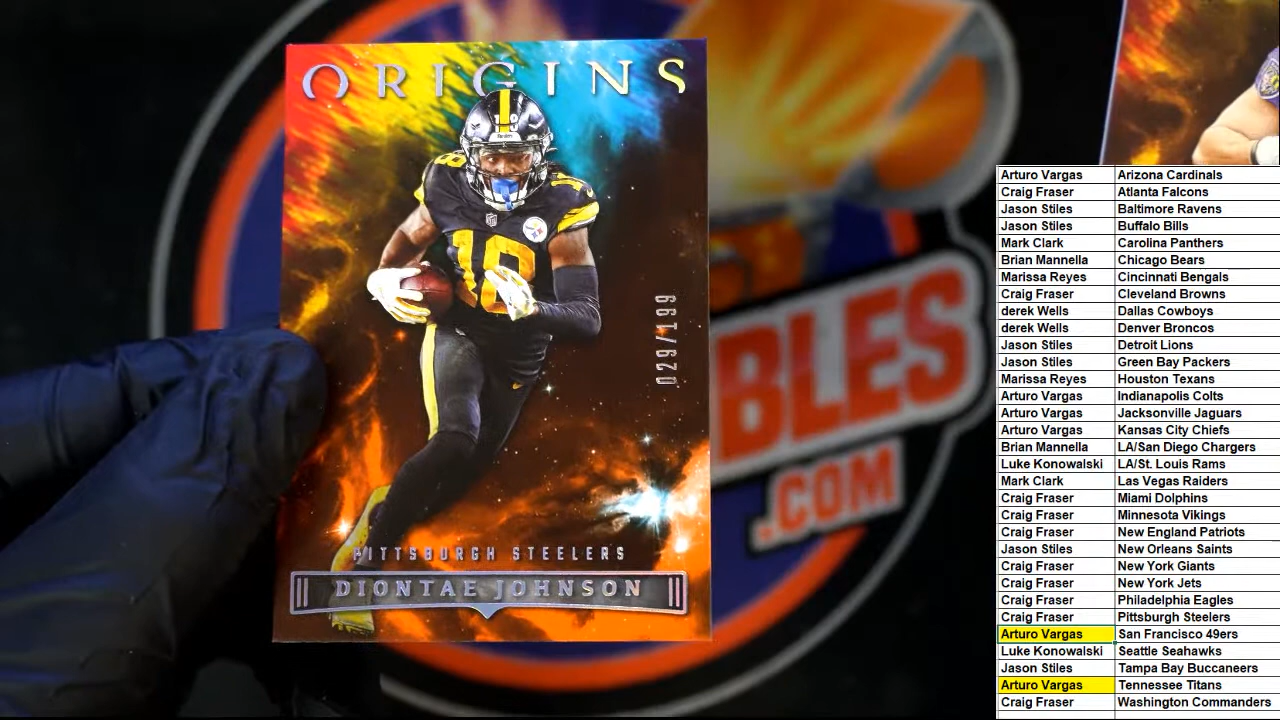 ORIGINS
18
18
18
029/199
PITTSBURGH STEELERS
DIONTAE JOHNSON
BLES
.COM
Arturo Vargas Arizona Cardinals
Craig Fraser Atlanta Falcons
Jason Stiles Baltimore Ravens
Jason Stiles Buffalo Bills
Mark Clark Carolina Panthers
Brian Mannella Chicago Bears
Marissa Reyes Cincinnati Bengals
Craig Fraser Cleveland Browns
derek Wells Dallas Cowboys
derek Wells Denver Broncos
Jason Stiles Detroit Lions
Jason Stiles Green Bay Packers
Marissa Reyes Houston Texans
Arturo Vargas Indianapolis Colts
Arturo Vargas Jacksonville Jaguars
Arturo Vargas Kansas City Chiefs
Brian Mannella LA/San Diego Chargers
Luke Konowalski LA/St. Louis Rams
Mark Clark Las Vegas Raiders
Craig Fraser Miami Dolphins
Craig Fraser Minnesota Vikings
Craig Fraser New England Patriots
Jason Stiles New Orleans Saints
Craig Fraser New York Giants
Craig Fraser New York Jets
Craig Fraser Philadelphia Eagles
Craig Fraser Pittsburgh Steelers
Arturo Vargas San Francisco 49ers
Luke Konowalski Seattle Seahawks
Jason Stiles Tampa Bay Buccaneers
Arturo Vargas Tennessee Titans
Craig Fraser Washington Commanders